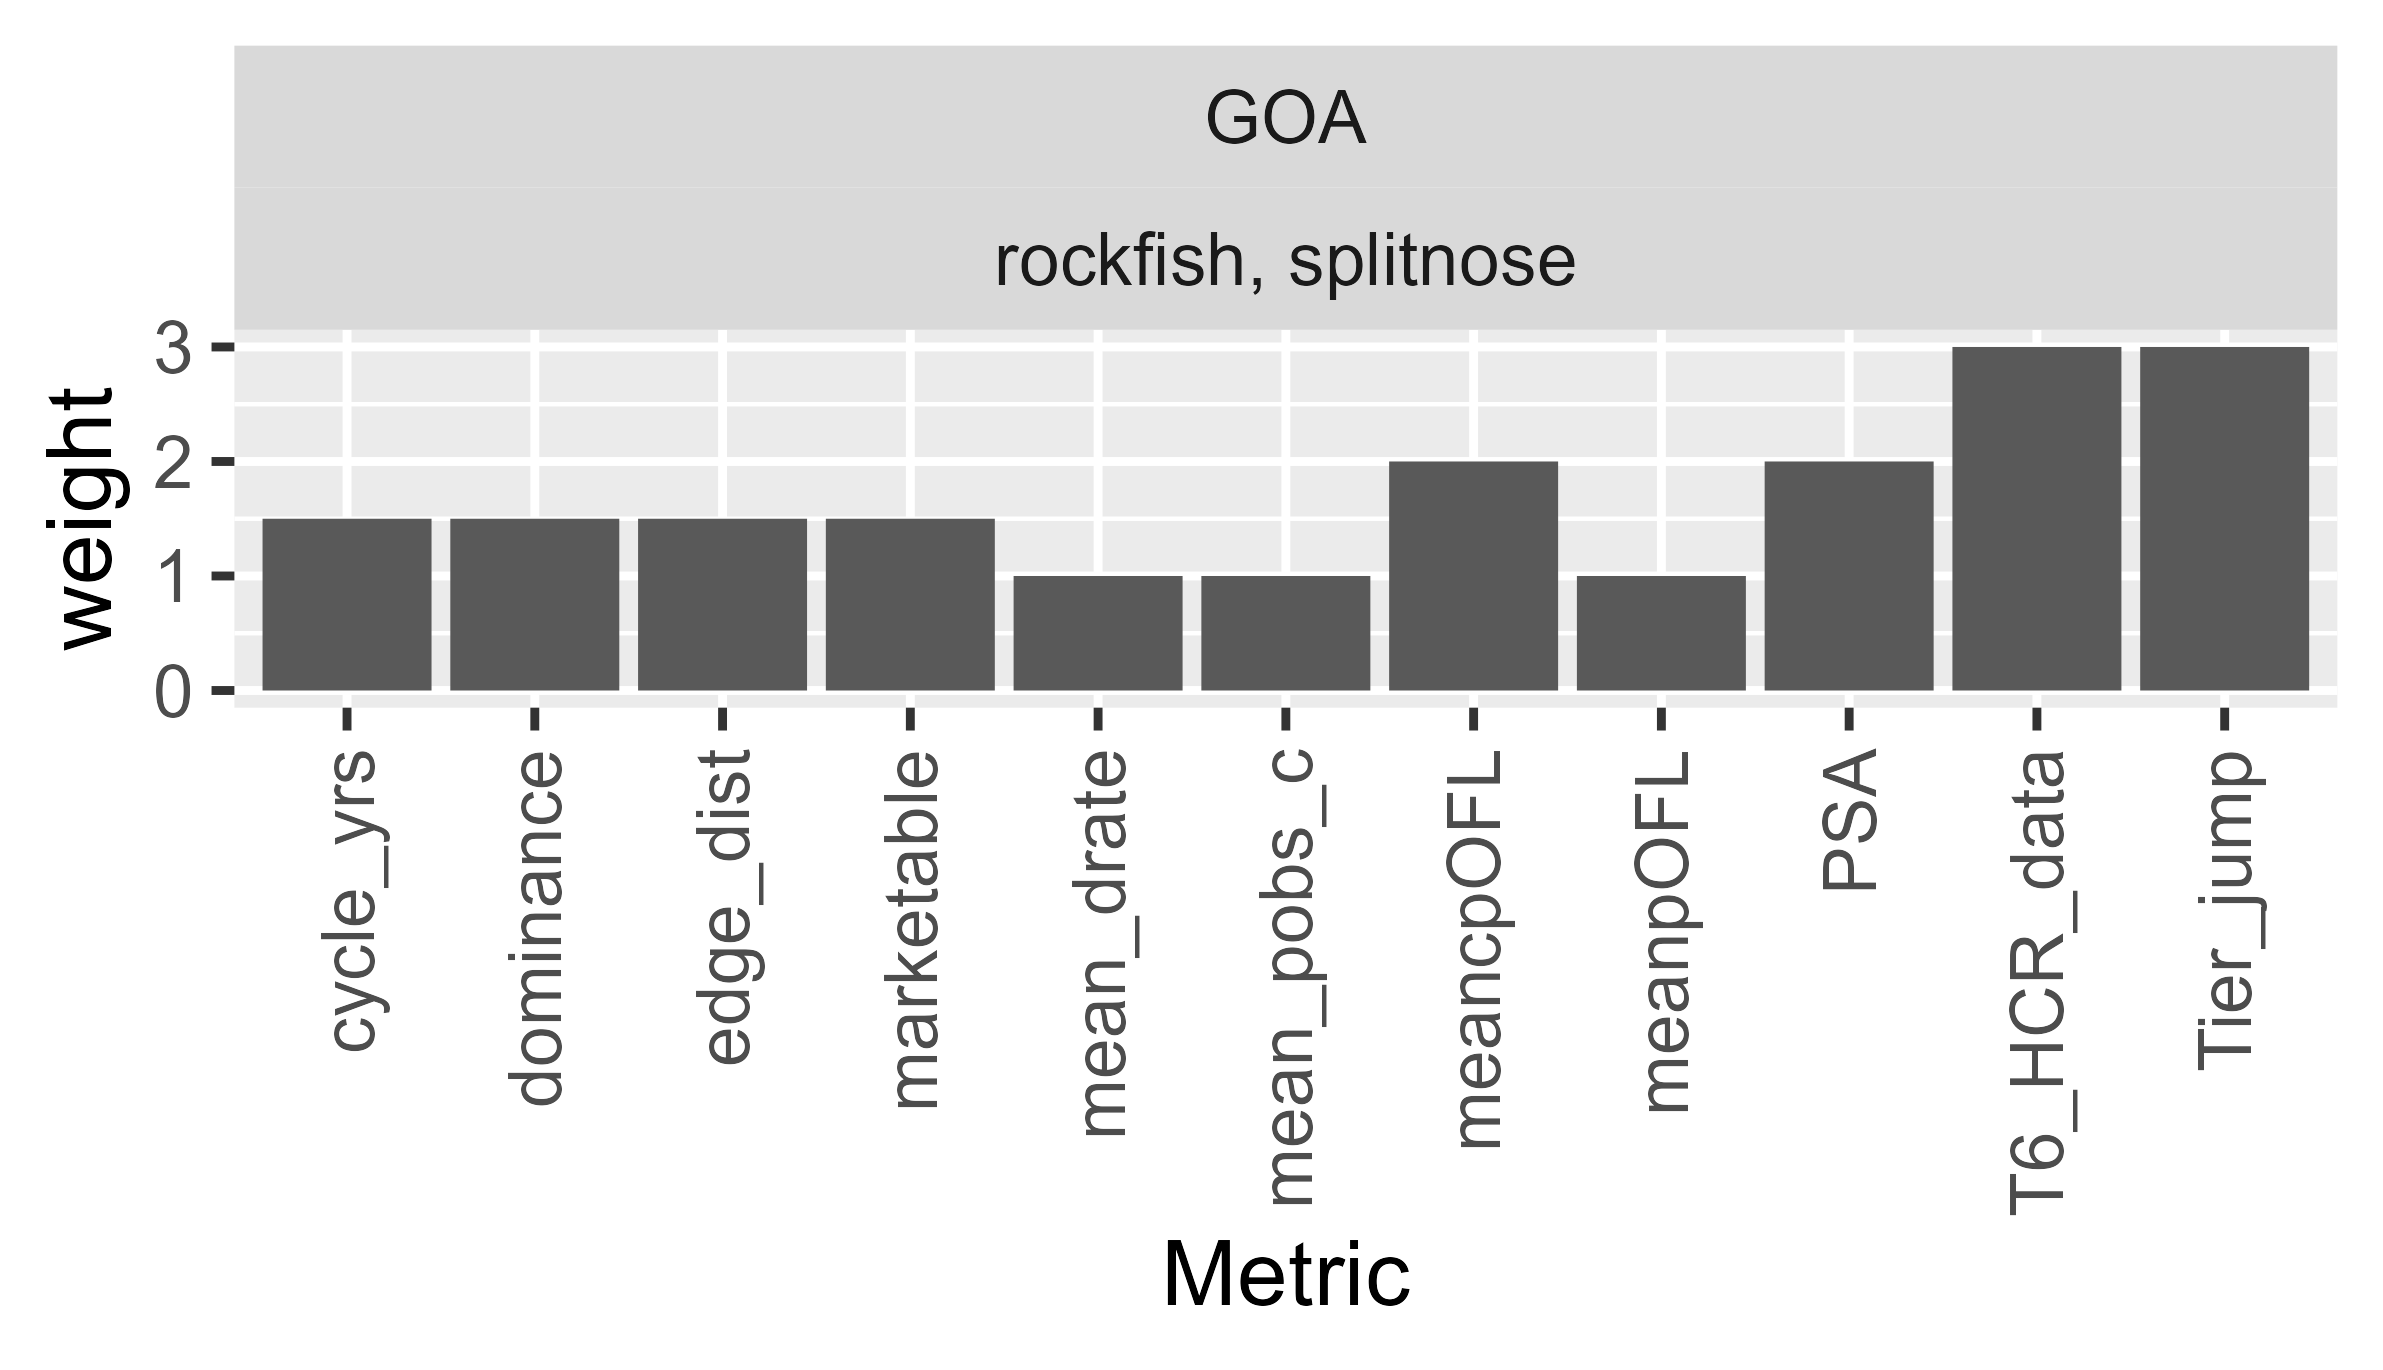 GOA
rockfish, splitnose
weight
3
2
1
0
cycle_yrs
dominance
edge_dist
marketable
mean_drate
mean_pobs_c
meancpOFL
meanpOFL
PSA
T6_HCR_data
Tier_jump
Metric